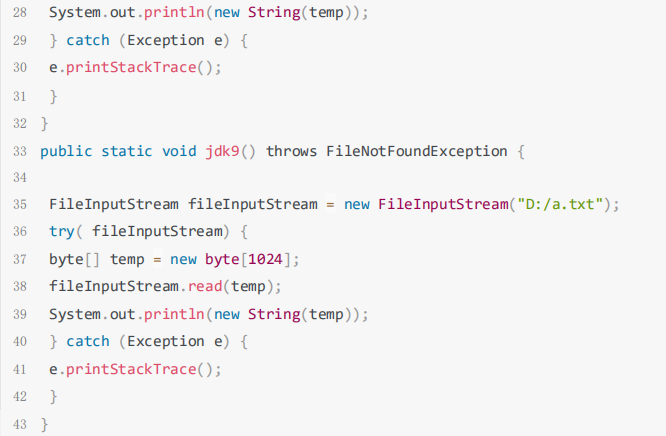 28 System.out.println(new String(temp));
29 } catch (Exception e) {
30 e.printStackTrace();
31 }
32 }
33 public static void jdk9() throws FileNotFoundException {
34
35 FileInputStream fileInputStream = new FileInputStream("D:/a.txt");
36 try( fileInputStream) {
37 byte[] temp = new byte[1024];
38 fileInputStream.read(temp);
39 System.out.println(new String(temp));
40 } catch (Exception e) {
41 e.printStackTrace();
42 }
43 }